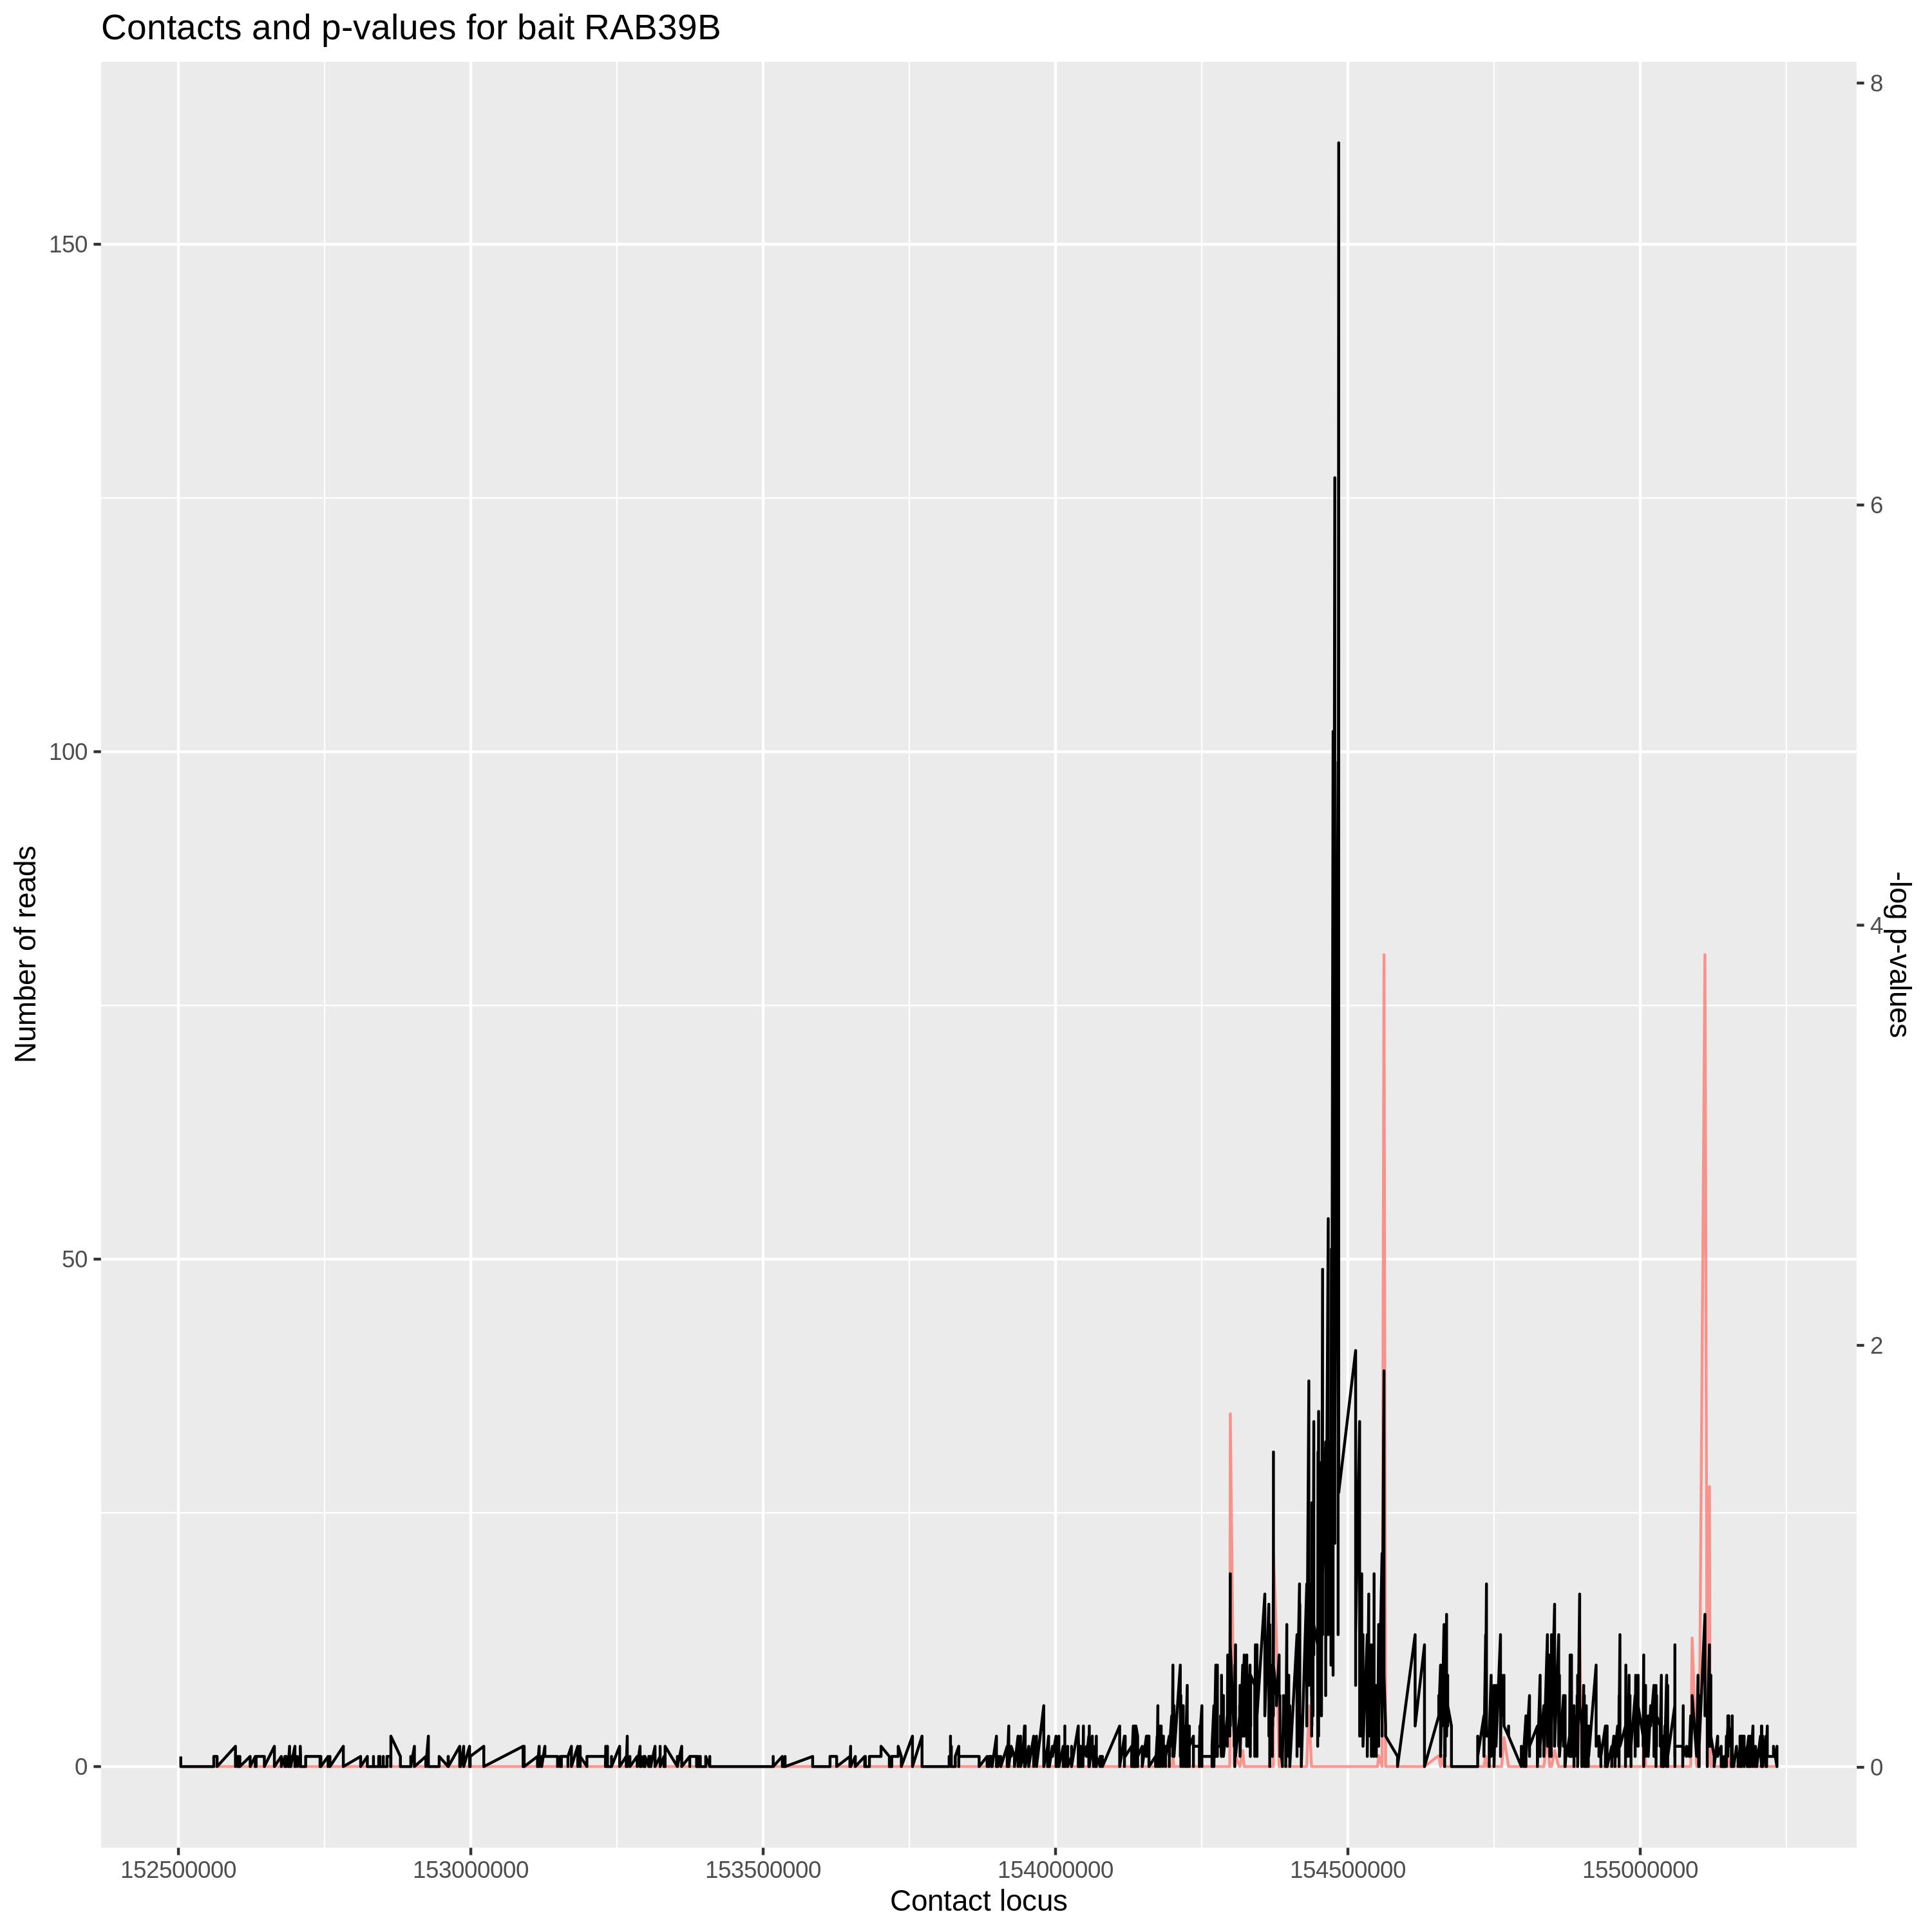 Contacts and p-values for bait RAB39B
150
100
50
0
Number of reads
8
6
4
2
0
-log p-values
152500000 153000000 153500000 154000000 154500000 155000000
Contact locus